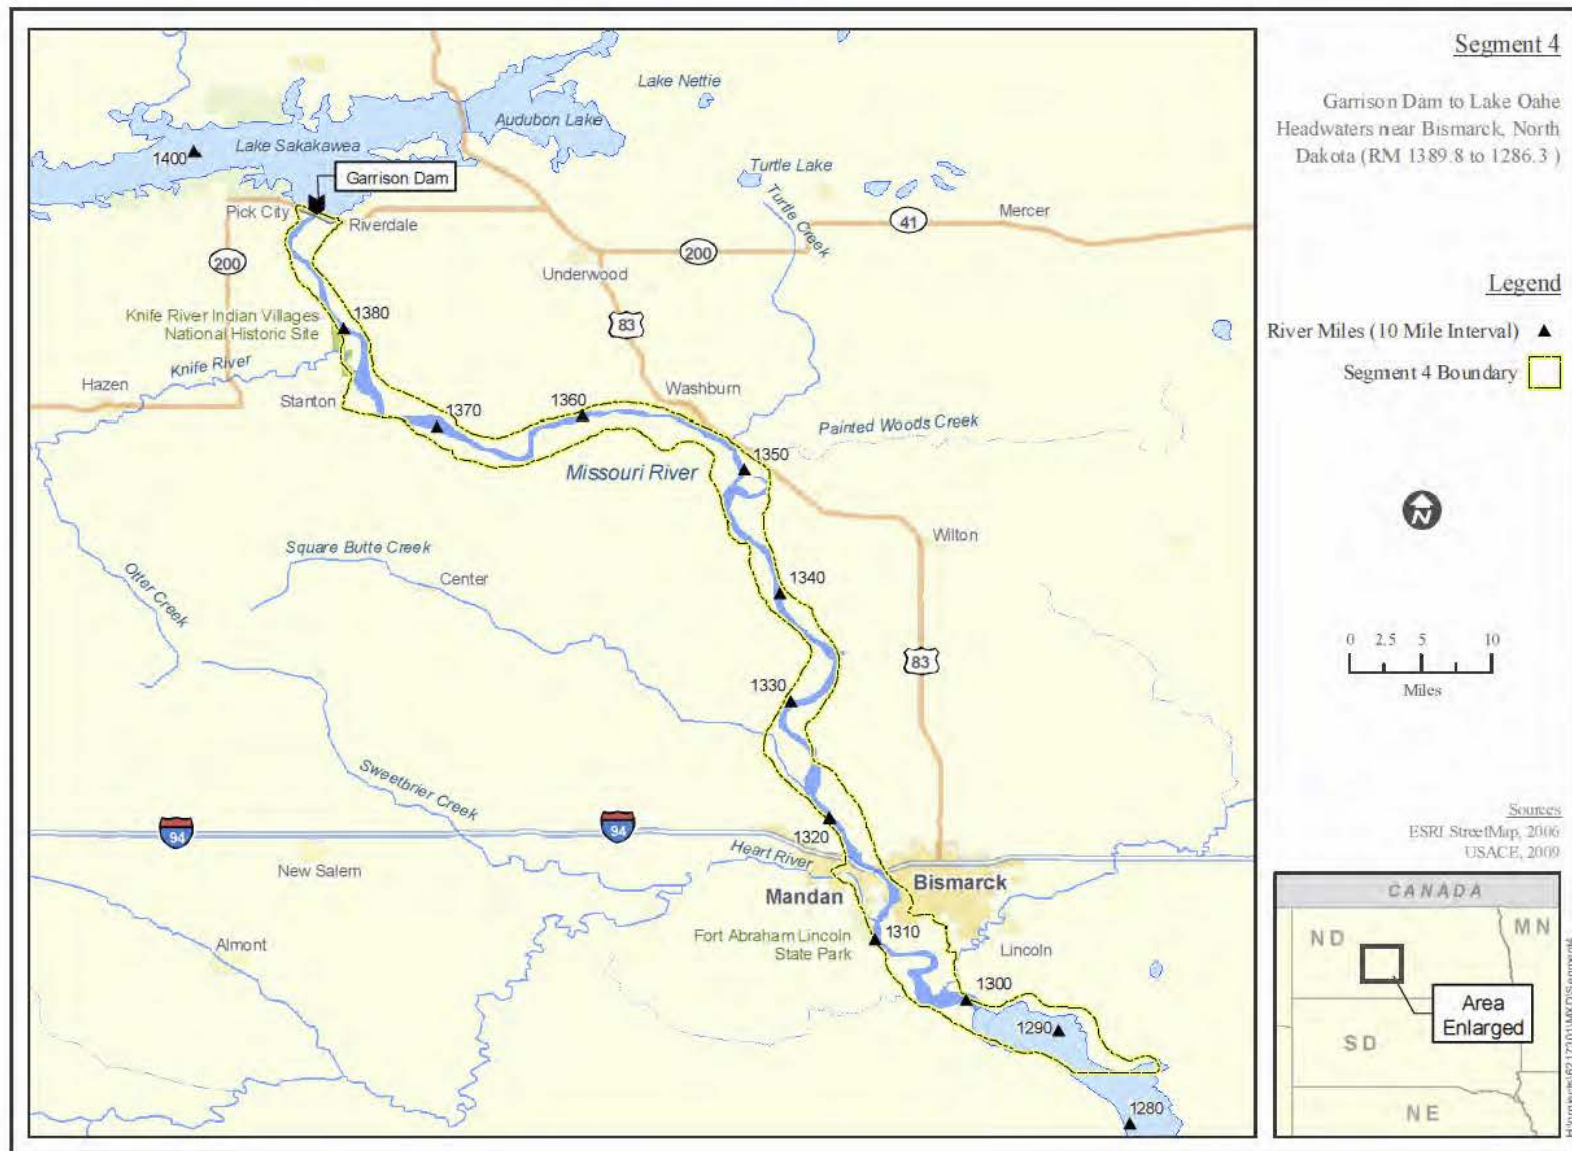 Segment 4
Garrison Dam to Lake Oahe
Headwaters near Bismarck, North
Dakota (RM 1389.8 to 1286.3 )
Legend
River Miles (10 Mile Interval)
Segment 4 Boundary
N
0 2.5 5 10
Miles
Sources
ESRI StreetMap, 2006
USACE, 2009
CANADA
ND
MN
SD
NE
Area
Enlarged
Lake Nettie
Audubon Lake
Lake Sakakawea
1400
Garrison Dam
Turtle Lake
Turtle Creek
Pick City
Riverdale
41
Mercer
200
200
Underwood
83
Knife River Indian Villages
National Historic Site
1380
Knife River
Hazen
Stanton
1370
1360
Washburn
Painted Woods Creek
Missouri River
1350
Wilton
Square Butte Creek
Center
Otter Creek
1340
83
1330
Sweetbrier Creek
94
94
1320
Heart River
New Salem
Mandan
Bismarck
Almont
Fort Abraham Lincoln
State Park
1310
Lincoln
1300
1290
1280